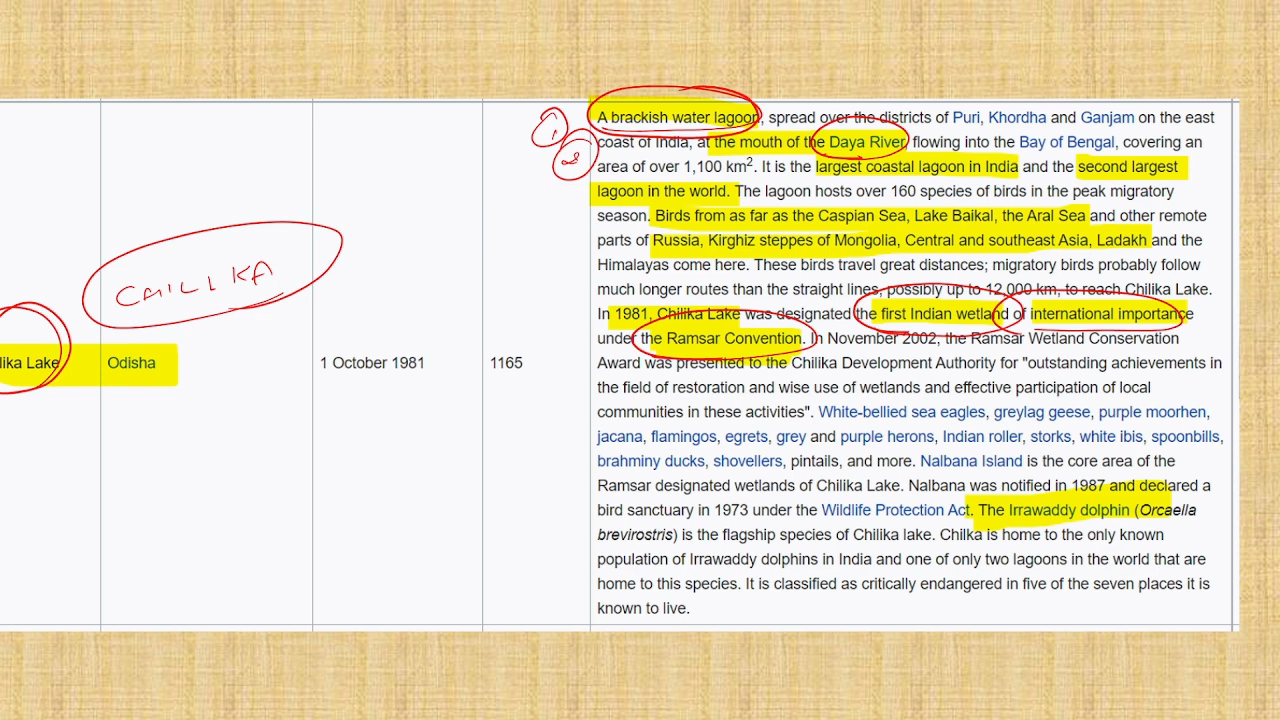 A brackish water lagoon, spread over the districts of Puri, Khordha and Ganjam on the east
coast of India, at the mouth of the Daya River, flowing into the Bay of Bengal, covering an
area of over 1,100 km². It is the largest coastal lagoon in India and the second largest
lagoon in the world. The lagoon hosts over 160 species of birds in the peak migratory
season. Birds from as far as the Caspian Sea, Lake Baikal, the Aral Sea and other remote
parts of Russia, Kirghiz steppes of Mongolia, Central and southeast Asia, Ladakh and the
Himalayas come here. These birds travel great distances; migratory birds probably follow
much longer routes than the straight lines, possibly up to 12,000 km, to reach Chilika Lake.
In 1981, Chilika Lake was designated the first Indian wetland of international importance
under the Ramsar Convention. In November 2002, the Ramsar Wetland Conservation
Award was presented to the Chilika Development Authority for "outstanding achievements in
the field of restoration and wise use of wetlands and effective participation of local
communities in these activities". White-bellied sea eagles, greylag geese, purple moorhen,
jacana, flamingos, egrets, grey and purple herons, Indian roller, storks, white ibis, spoonbills,
brahminy ducks, shovellers, pintails, and more. Nalbana Island is the core area of the
Ramsar designated wetlands of Chilika Lake. Nalbana was notified in 1987 and declared a
bird sanctuary in 1973 under the Wildlife Protection Act. The Irrawaddy dolphin (Orcaella
brevirostris) is the flagship species of Chilika lake. Chilka is home to the only known
population of Irrawaddy dolphins in India and one of only two lagoons in the world that are
home to this species. It is classified as critically endangered in five of the seven places it is
known to live.
CHILIKA
lika Lake
Odisha
1 October 1981
1165